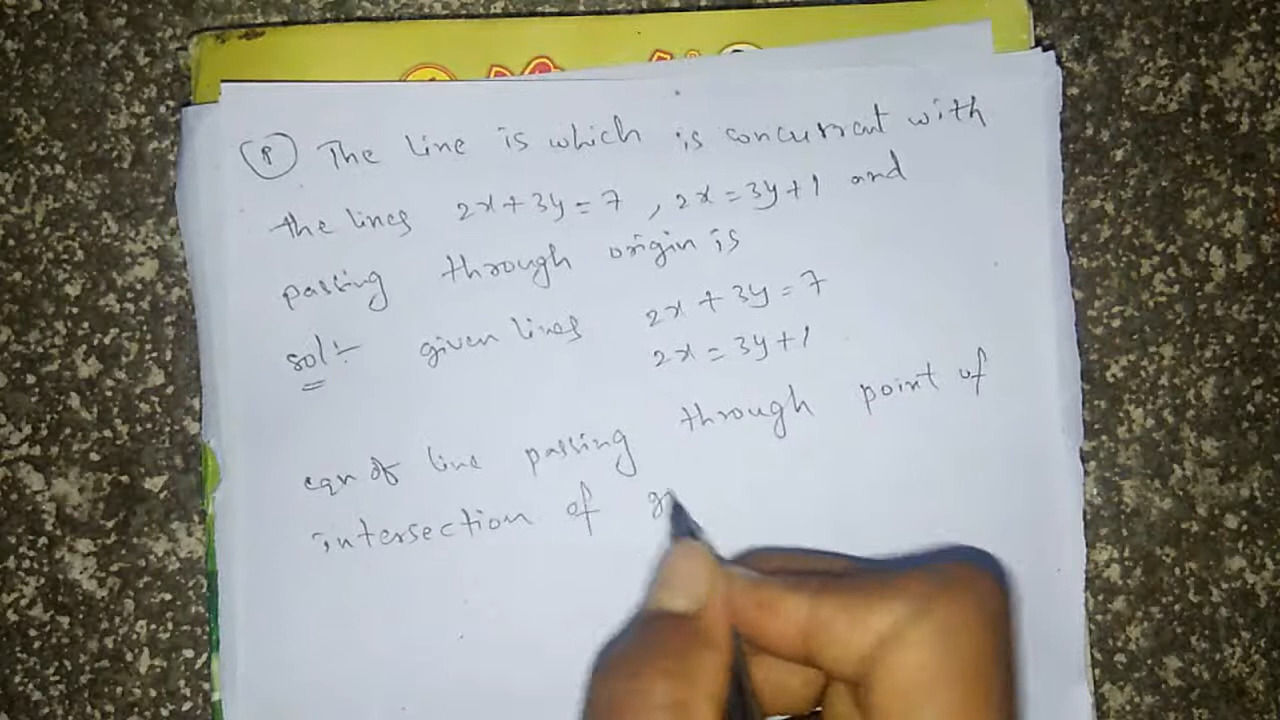 (P) The line is which is concurrent with
the lines 2x+3y=7, 2x=3y+1 and
passing through origin is
sol:- given lines 2x+3y=7
2x=3y+1
eqn of line passing through point of
intersection of